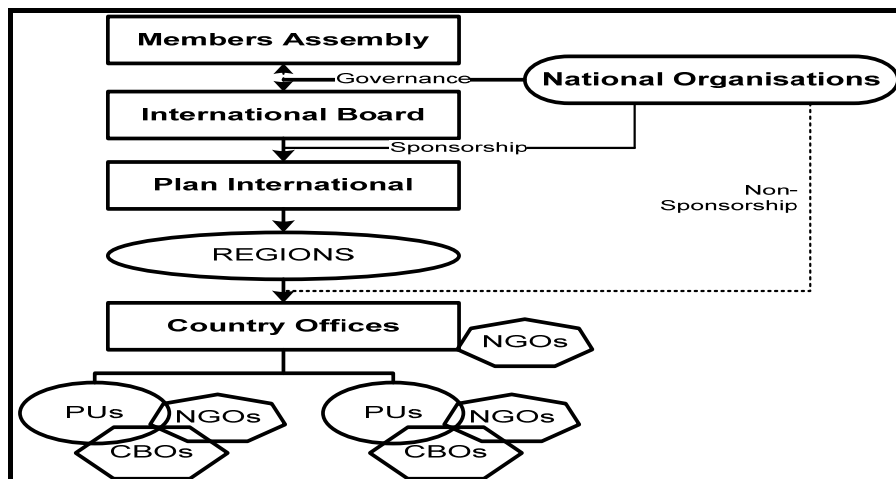 Members Assembly
Governance
National Organisations
International Board
Sponsorship
Plan International
Non-
Sponsorship
REGIONS
Country Offices
NGOs
PUs
NGOs
CBOs
PUs
NGOs
CBOs